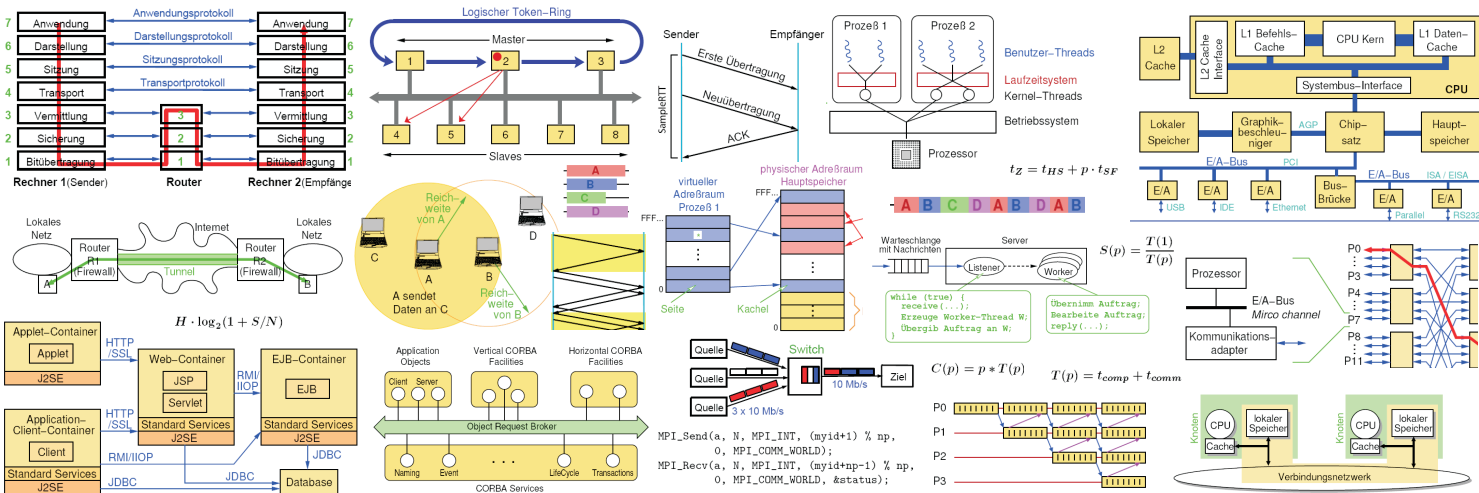 7 Anwendung
Anwendungsprotokoll
Anwendung 7
6 Darstellung
Darstellungsprotokoll
Darstellung 6
5 Sitzung
Sitzungsprotokoll
Sitzung 5
4 Transport
Transportprotokoll
Transport 4
3 Vermittlung
3
Vermittlung 3
2 Sicherung
2
Sicherung 2
1 Bitübertragung
1
Bitübertragung 1
Rechner 1(Sender)
Router
Rechner 2(Empfänge
Logischer Token–Ring
Master
1
2
3
4
5
6
7
8
Slaves
Sender
Empfänger
Erste Übertragung
Neuübertragung
ACK
SampleRTT
Prozeß 1
Prozeß 2
Benutzer–Threads
Laufzeitsystem
Kernel–Threads
Betriebssystem
Prozessor
t_Z = t_HS + p · t_SF
L2
Cache
L2 Cache
Interface
L1 Befehls–
Cache
CPU Kern
L1 Daten–
Cache
Systembus–Interface
CPU
Lokaler
Speicher
Graphik–
beschleu–
niger
AGP
Chip–
satz
Haupt–
speicher
E/A–Bus
PCI
E/A
E/A
E/A
USB
IDE
Ethernet
Bus–
Brücke
E/A–Bus
ISA / EISA
E/A
E/A
Parallel
RS232
Lokales
Netz
Internet
Lokales
Netz
Router
R1
(Firewall)
Tunnel
Router
R2
(Firewall)
A
B
H · log₂(1 + S/N)
Reich–
weite
von A
C
A
B
D
A sendet
Daten an C
Reich–
weite
von B
A
B
C
D
virtueller
Adreßraum
Prozeß 1
physischer Adreßraum
Hauptspeicher
FFF...
FFF...
0
0
Seite
Kachel
A B C D A B D A B
Warteschlange
mit Nachrichten
Server
Listener
Worker
while (true) {
receive(...);
Erzeuge Worker-Thread W;
Übergib Auftrag an W;
}
Übernimm Auftrag;
Bearbeite Auftrag;
reply(...);
S(p) = T(1)
T(p)
Prozessor
E/A–Bus
Mirco channel
Kommunikations–
adapter
P0
P3
P4
P7
P8
P11
Applet–Container
Applet
J2SE
HTTP
/SSL
Application–
Client–Container
Client
Standard Services
J2SE
HTTP
/SSL
RMI/IIOP
JDBC
Web–Container
JSP
Servlet
Standard Services
J2SE
RMI/
IIOP
EJB–Container
EJB
Standard Services
J2SE
JDBC
JDBC
Database
Application
Objects
Vertical CORBA
Facilities
Horizontal CORBA
Facilities
Client Server
Object Request Broker
Naming
Event
LifeCycle
Transactions
CORBA Services
Quelle
Quelle
Quelle
Switch
3 x 10 Mb/s
10 Mb/s
Ziel
MPI_Send(a, N, MPI_INT, (myid+1) % np,
0, MPI_COMM_WORLD);
MPI_Recv(a, N, MPI_INT, (myid+np-1) % np,
0, MPI_COMM_WORLD, &status);
C(p) = p * T(p)
T(p) = t_comp + t_comm
P0
P1
P2
P3
Knoten
CPU
Cache
lokaler
Speicher
Knoten
CPU
Cache
lokaler
Speicher
Verbindungsnetzwerk